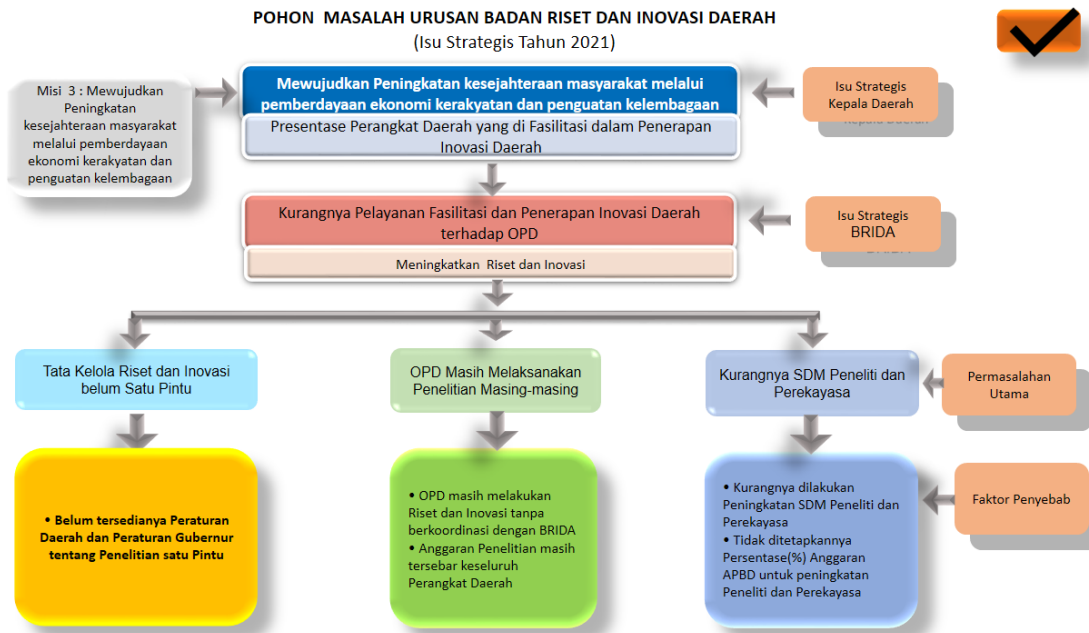 POHON MASALAH URUSAN BADAN RISET DAN INOVASI DAERAH
(Isu Strategis Tahun 2021)
Misi 3 : Mewujudkan
Peningkatan
kesejahteraan masyarakat
melalui pemberdayaan
ekonomi kerakyatan dan
penguatan kelembagaan
Mewujudkan Peningkatan kesejahteraan masyarakat melalui
pemberdayaan ekonomi kerakyatan dan penguatan kelembagaan
Presentase Perangkat Daerah yang di Fasilitasi dalam Penerapan
Inovasi Daerah
Isu Strategis
Kepala Daerah
Kurangnya Pelayanan Fasilitasi dan Penerapan Inovasi Daerah
terhadap OPD
Meningkatkan Riset dan Inovasi
Isu Strategis
BRIDA
Tata Kelola Riset dan Inovasi
belum Satu Pintu
OPD Masih Melaksanakan
Penelitian Masing-masing
Kurangnya SDM Peneliti dan
Perekayasa
Permasalahan
Utama
• Belum tersedianya Peraturan
Daerah dan Peraturan Gubernur
tentang Penelitian satu Pintu
• OPD masih melakukan
Riset dan Inovasi tanpa
berkoordinasi dengan BRIDA
• Anggaran Penelitian masih
tersebar keseluruh
Perangkat Daerah
• Kurangnya dilakukan
Peningkatan SDM Peneliti dan
Perekayasa
• Tidak ditetapkannya
Persentase(%) Anggaran
APBD untuk peningkatan
Peneliti dan Perekayasa
Faktor Penyebab